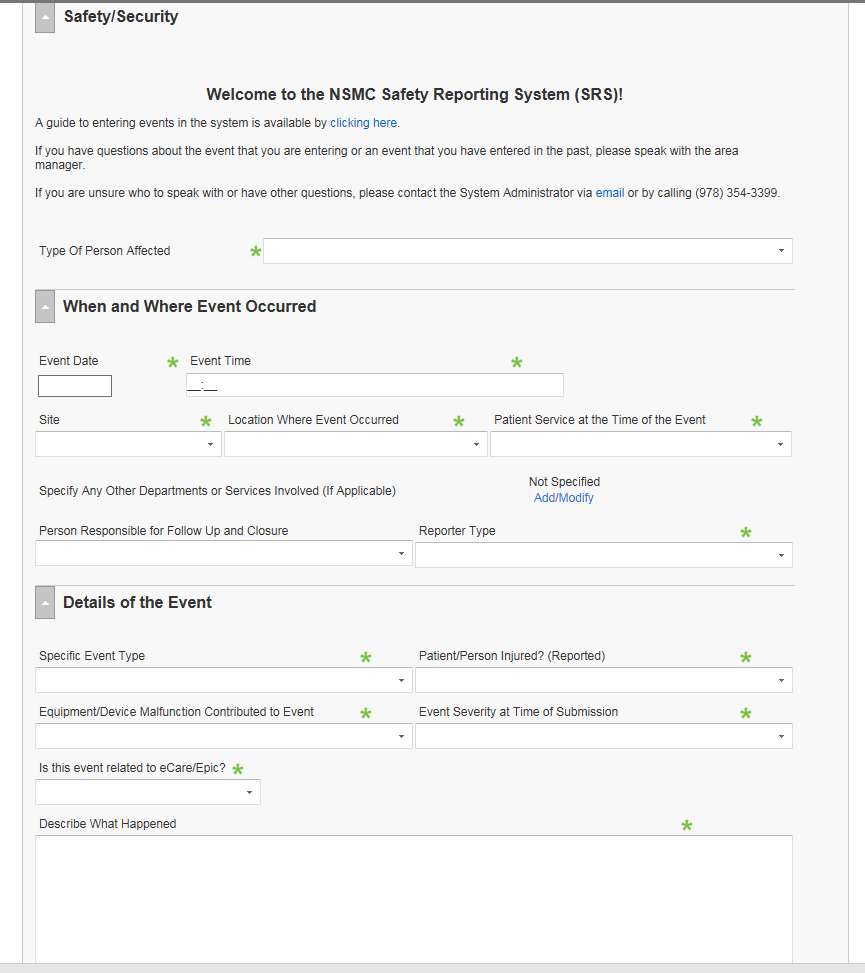 Safety/Security
Welcome to the NSMC Safety Reporting System (SRS)!
A guide to entering events in the system is available by clicking here.
If you have questions about the event that you are entering or an event that you have entered in the past, please speak with the area
manager.
If you are unsure who to speak with or have other questions, please contact the System Administrator via email or by calling (978) 354-3399.
Type Of Person Affected *
When and Where Event Occurred
Event Date * Event Time *
__:__
Site * Location Where Event Occurred * Patient Service at the Time of the Event *
Not Specified
Specify Any Other Departments or Services Involved (If Applicable)
Add/Modify
Person Responsible for Follow Up and Closure Reporter Type *
Details of the Event
Specific Event Type * Patient/Person Injured? (Reported) *
Equipment/Device Malfunction Contributed to Event * Event Severity at Time of Submission *
Is this event related to eCare/Epic? *
Describe What Happened *